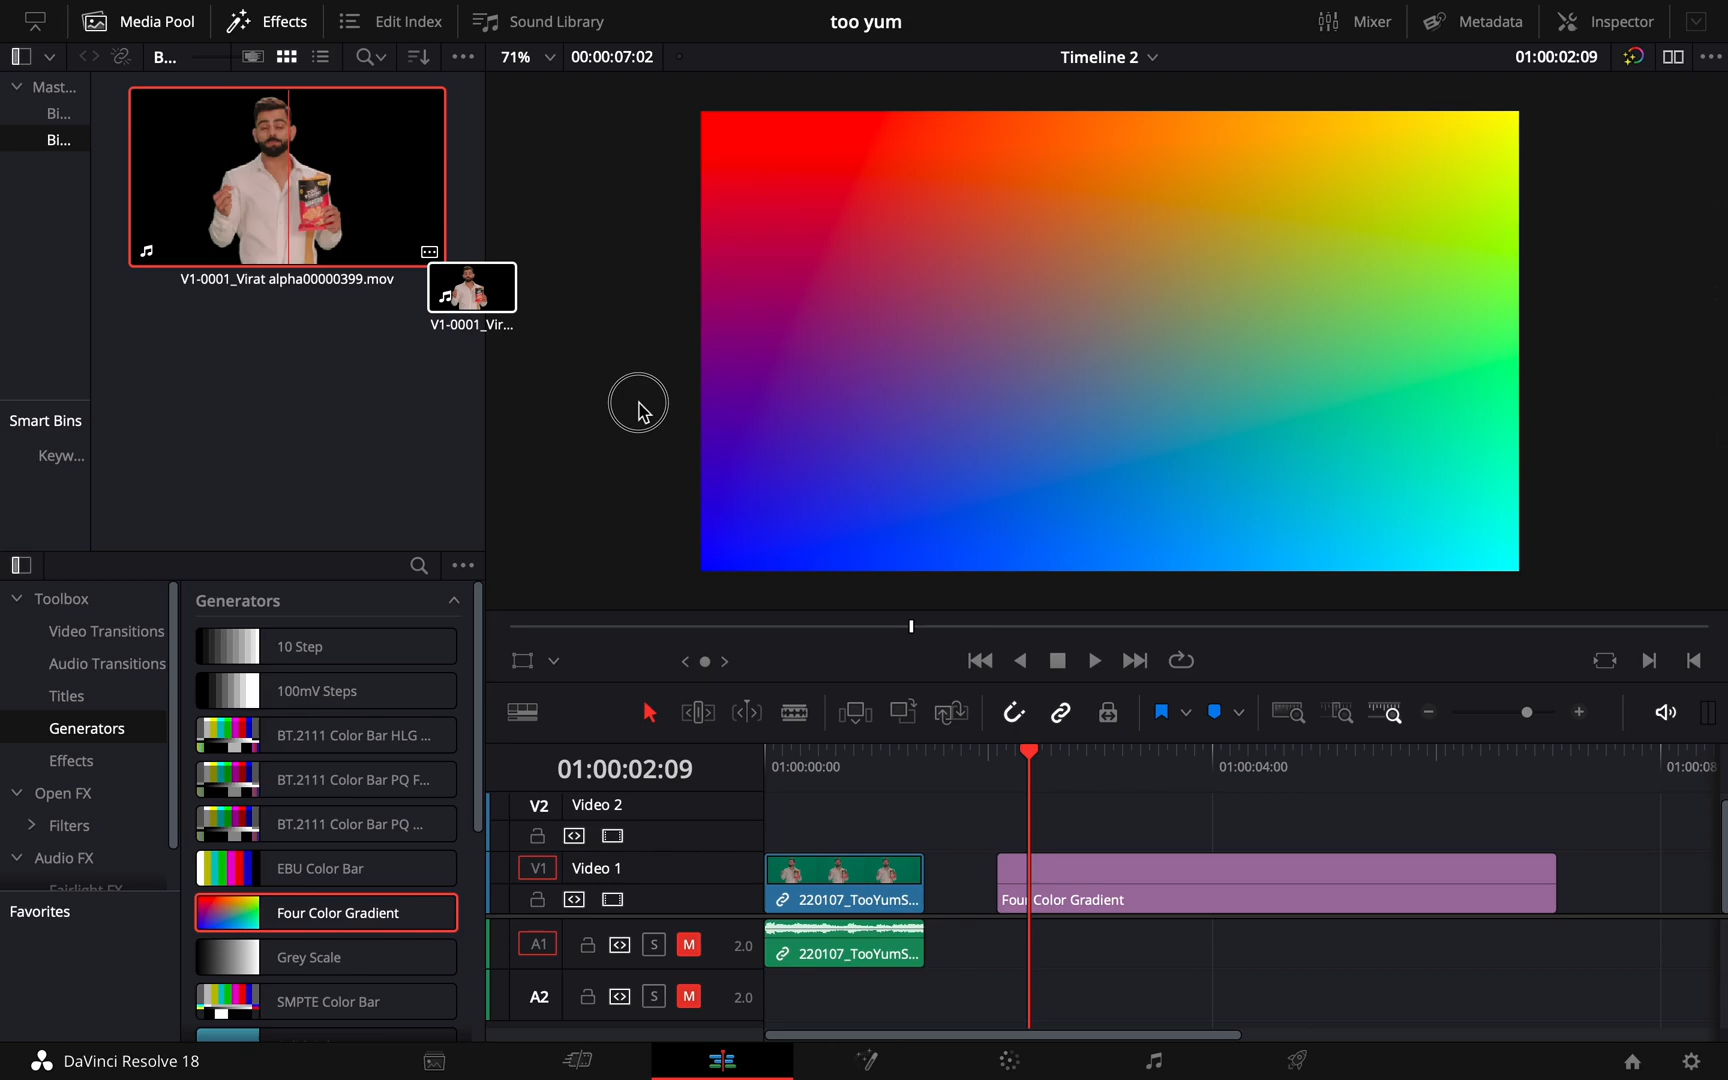 Media Pool
Effects
Edit Index
Sound Library
too yum
Mixer
Metadata
Inspector
B...
71%
00:00:07:02
Timeline 2
01:00:02:09
Mast...
Bi...
Bi...
V1-0001_Virat alpha00000399.mov
V1-0001_Vir...
Smart Bins
Keyw...
Toolbox
Video Transitions
Audio Transitions
Titles
Generators
Effects
Open FX
Filters
Audio FX
Fairlight FX
Favorites
Generators
10 Step
100mV Steps
BT.2111 Color Bar HLG ...
BT.2111 Color Bar PQ F...
BT.2111 Color Bar PQ ...
EBU Color Bar
Four Color Gradient
Grey Scale
SMPTE Color Bar
01:00:02:09
01:00:00:00
01:00:04:00
01:00:08
V2
Video 2
V1
Video 1
220107_TooYumS...
Four Color Gradient
A1
S
M
2.0
220107_TooYumS...
A2
S
M
2.0
DaVinci Resolve 18